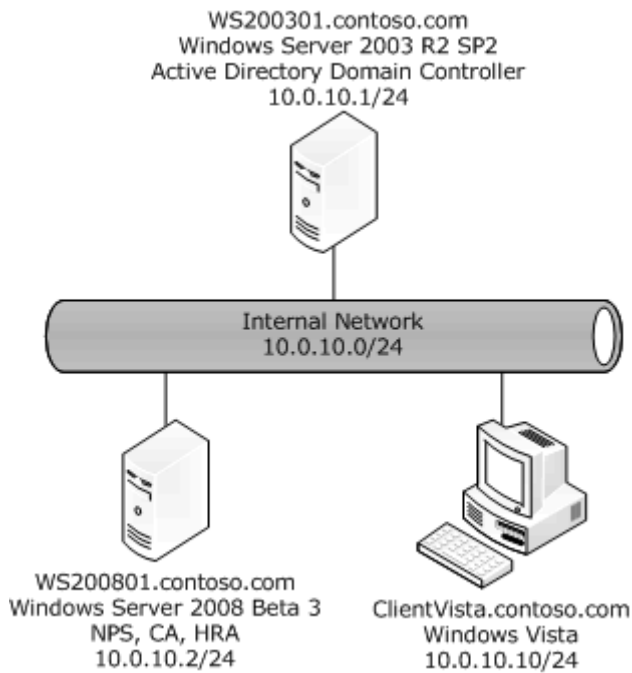 WS200301.contoso.com
Windows Server 2003 R2 SP2
Active Directory Domain Controller
10.0.10.1/24
Internal Network
10.0.10.0/24
WS200801.contoso.com
Windows Server 2008 Beta 3
NPS, CA, HRA
10.0.10.2/24
ClientVista.contoso.com
Windows Vista
10.0.10.10/24